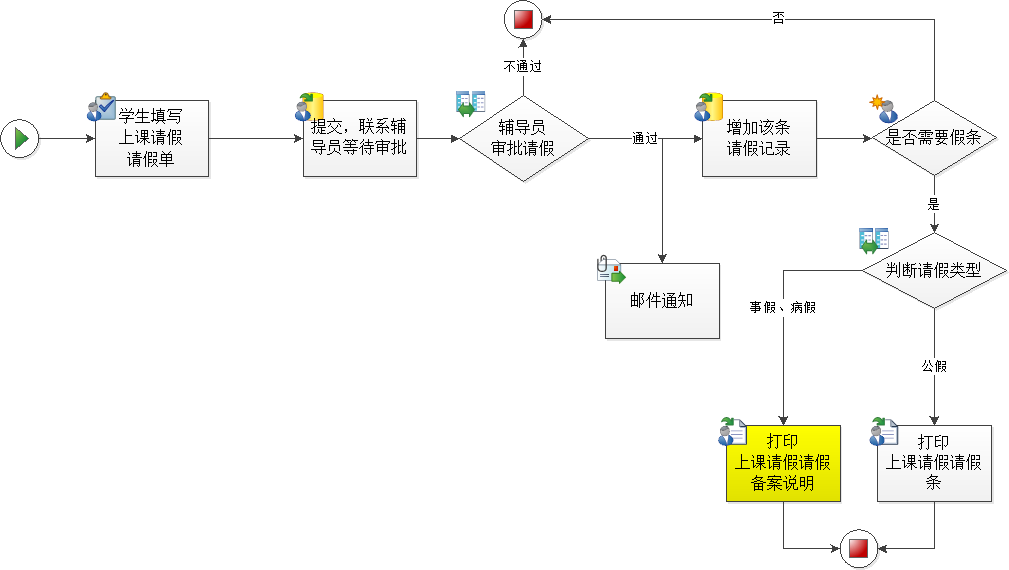 否
不通过
学生填写
上课请假
请假单
提交，联系辅
导员等待审批
辅导员
审批请假
通过
增加该条
请假记录
是否需要假条
是
判断请假类型
邮件通知
事假、病假
公假
打印
上课请假请假
备案说明
打印
上课请假请假
条